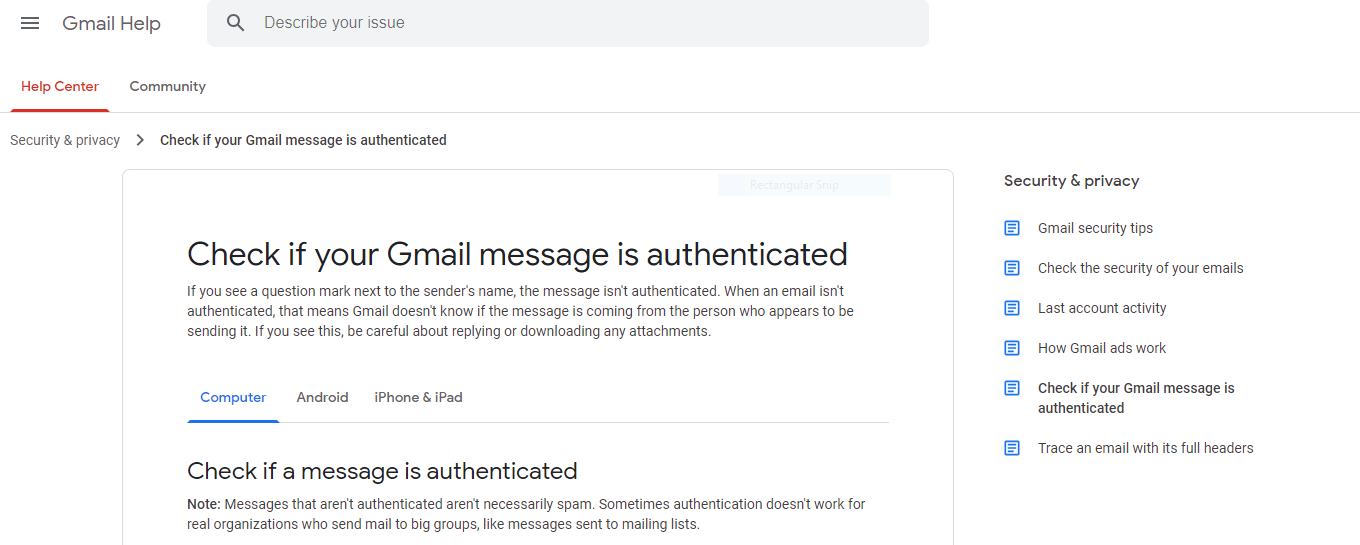 Gmail Help
Describe your issue
Help Center
Community
Security & privacy
Check if your Gmail message is authenticated
Rectangular Snip
Check if your Gmail message is authenticated
If you see a question mark next to the sender's name, the message isn't authenticated. When an email isn't
authenticated, that means Gmail doesn't know if the message is coming from the person who appears to be
sending it. If you see this, be careful about replying or downloading any attachments.
Computer
Android
iPhone & iPad
Check if a message is authenticated
Note: Messages that aren't authenticated aren't necessarily spam. Sometimes authentication doesn't work for
real organizations who send mail to big groups, like messages sent to mailing lists.
Security & privacy
Gmail security tips
Check the security of your emails
Last account activity
How Gmail ads work
Check if your Gmail message is
authenticated
Trace an email with its full headers